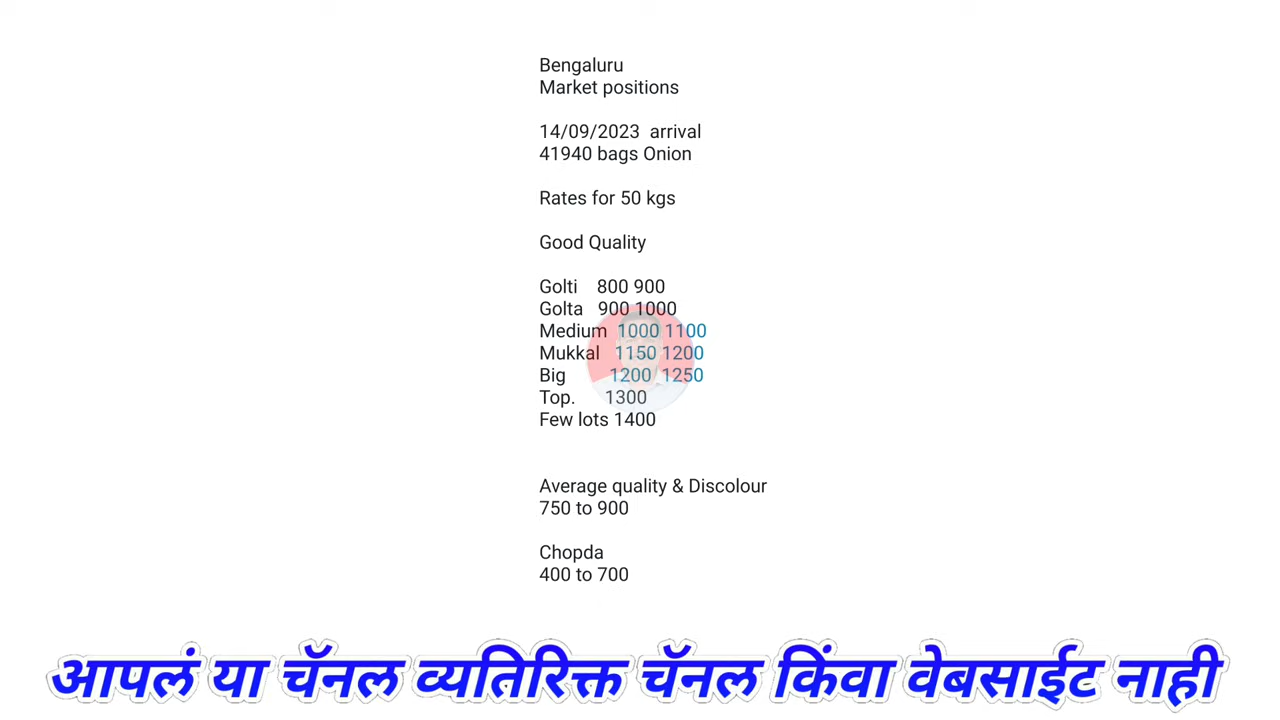 Bengaluru
Market positions
14/09/2023 arrival
41940 bags Onion
Rates for 50 kgs
Good Quality
Golti 800 900
Golta 900 1000
Medium 1000 1100
Mukkal 1150 1200
Big 1200 1250
Top. 1300
Few lots 1400
Average quality & Discolour
750 to 900
Chopda
400 to 700
आपलं या चॅनल व्यतिरिक्त चॅनल किंवा वेबसाईट नाही